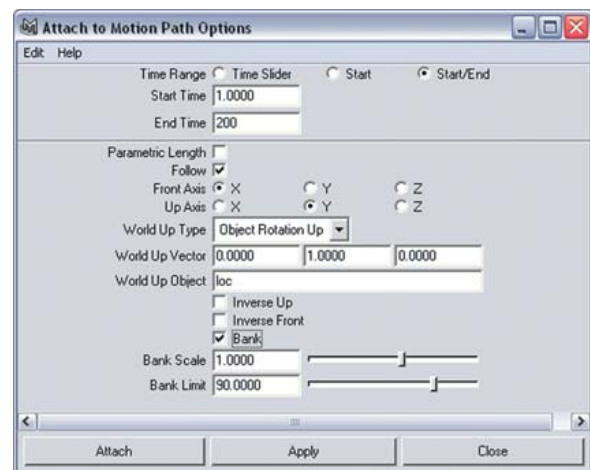 Attach to Motion Path Options
Edit Help
Time Range Time Slider Start Start/End
Start Time 1.0000
End Time 200
Parametric Length
Follow
Front Axis X Y Z
Up Axis X Y Z
World Up Type Object Rotation Up
World Up Vector 0.0000 1.0000 0.0000
World Up Object loc
Inverse Up
Inverse Front
Bank
Bank Scale 1.0000
Bank Limit 90.0000
Attach Apply Close